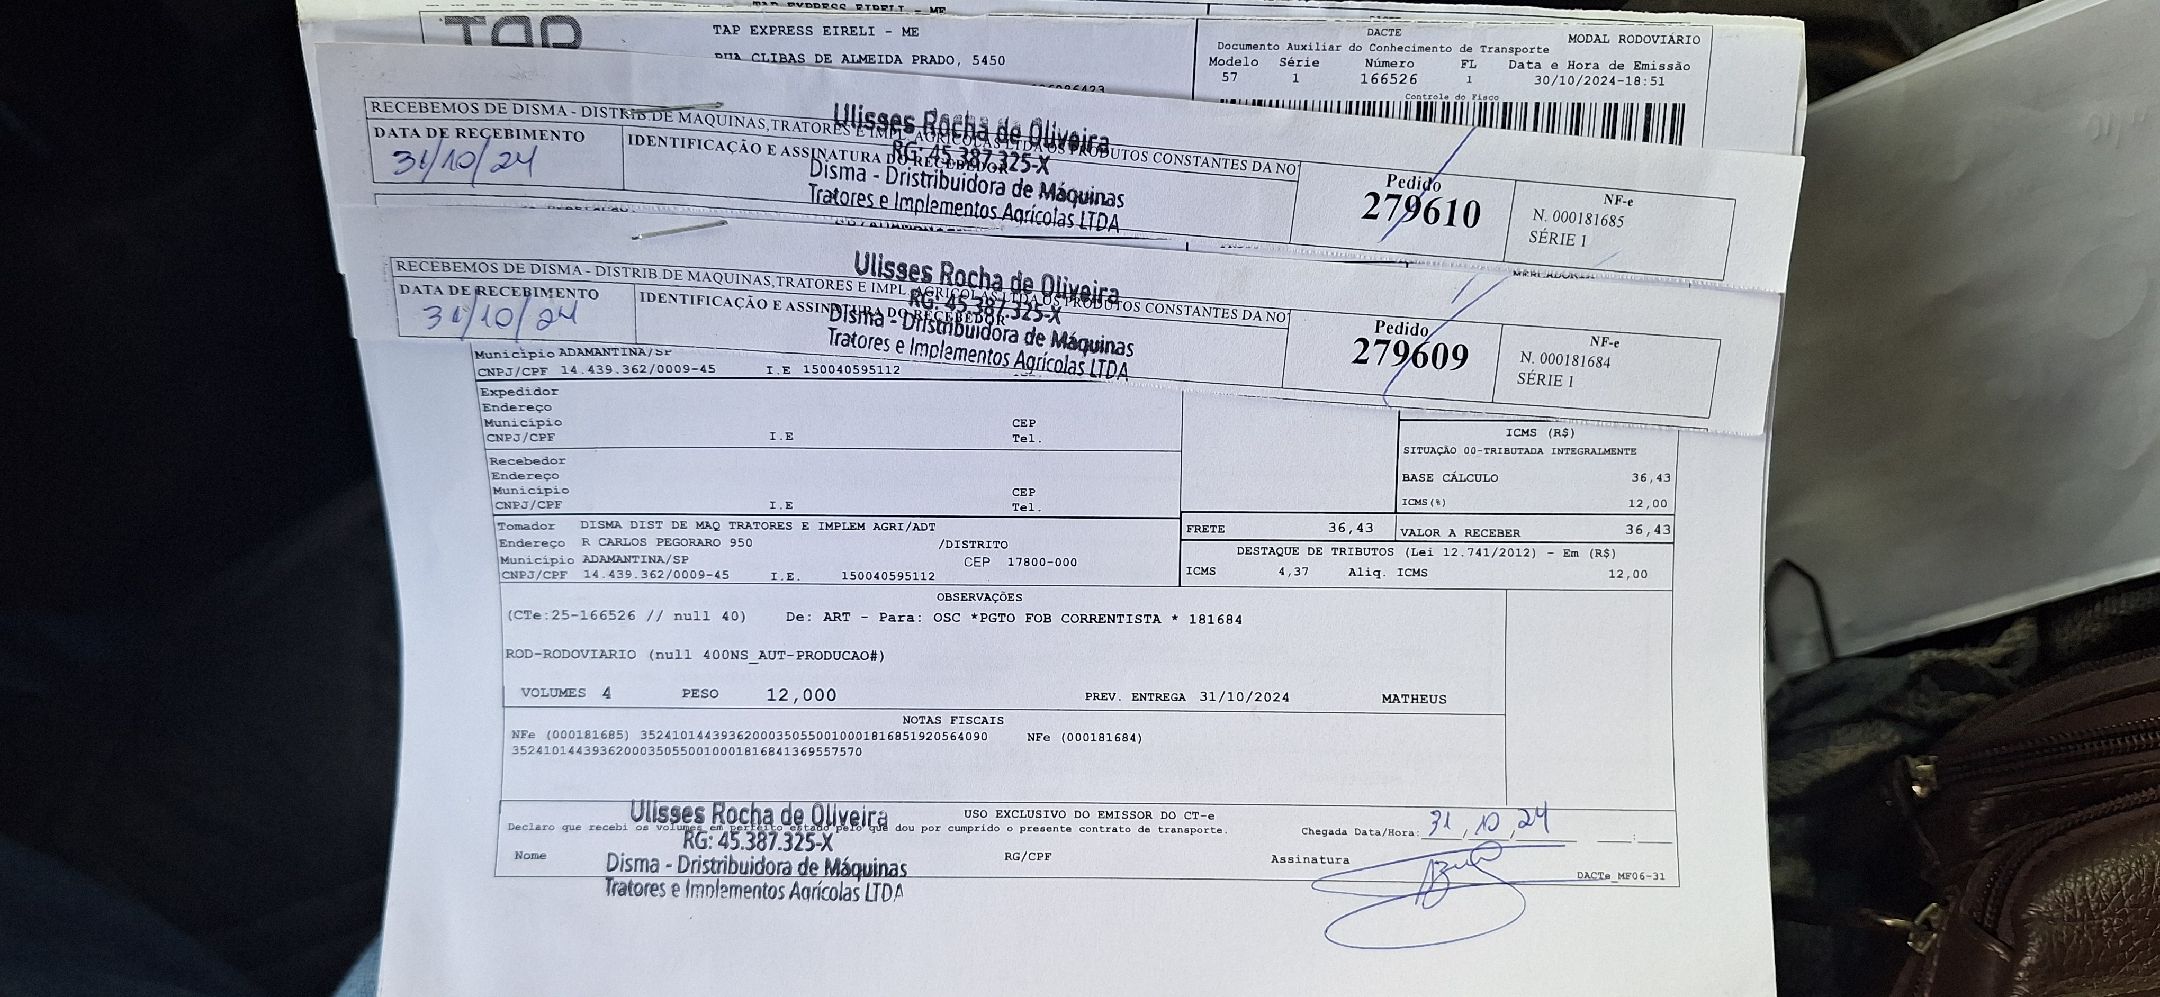 TAP EXPRESS EIRELI - ME
TAP
TAP EXPRESS EIRELI - ME
RUA CLIBAS DE ALMEIDA PRADO, 5450
DACTE
MODAL RODOVIÁRIO
Documento Auxiliar do Conhecimento de Transporte
Modelo Série Número FL Data e Hora de Emissão
57 1 166526 1 30/10/2024-18:51
Controle do Fisco
RECEBEMOS DE DISMA - DISTRIB DE MAQUINAS,TRATORES E IMPL. AGRICOLAS LTDA OS PRODUTOS CONSTANTES DA NO
DATA DE RECEBIMENTO
31/10/24
IDENTIFICAÇÃO E ASSINATURA DO RECEBEDOR
Ulisses Rocha de Oliveira
RG: 45.387.325-X
Disma - Dristribuidora de Máquinas
Tratores e Implementos Agrícolas LTDA
Pedido
279610
NF-e
N. 000181685
SÉRIE 1
RECEBEMOS DE DISMA - DISTRIB DE MAQUINAS,TRATORES E IMPL. AGRICOLAS LTDA OS PRODUTOS CONSTANTES DA NO
DATA DE RECEBIMENTO
31/10/24
IDENTIFICAÇÃO E ASSINATURA DO RECEBEDOR
Ulisses Rocha de Oliveira
RG: 45.387.325-X
Disma - Dristribuidora de Máquinas
Tratores e Implementos Agrícolas LTDA
Pedido
279609
NF-e
N. 000181684
SÉRIE 1
Município ADAMANTINA/SP
CNPJ/CPF 14.439.362/0009-45 I.E 150040595112
Expedidor
Endereço
Município CEP
CNPJ/CPF I.E Tel.
Recebedor
Endereço
Município CEP
CNPJ/CPF I.E Tel.
ICMS (R$)
SITUAÇÃO 00-TRIBUTADA INTEGRALMENTE
BASE CÁLCULO 36,43
ICMS(%) 12,00
Tomador DISMA DIST DE MAQ TRATORES E IMPLEM AGRI/ADT
Endereço R CARLOS PEGORARO 950 /DISTRITO
Município ADAMANTINA/SP CEP 17800-000
CNPJ/CPF 14.439.362/0009-45 I.E. 150040595112
FRETE 36,43 VALOR A RECEBER 36,43
DESTAQUE DE TRIBUTOS (Lei 12.741/2012) - Em (R$)
ICMS 4,37 Aliq. ICMS 12,00
OBSERVAÇÕES
(CTe:25-166526 // null 40) De: ART - Para: OSC *PGTO FOB CORRENTISTA * 181684
ROD-RODOVIARIO (null 400NS_AUT-PRODUCAO#)
VOLUMES 4 PESO 12,000 PREV. ENTREGA 31/10/2024 MATHEUS
NOTAS FISCAIS
NFe (000181685) 35241014439362000350550010001816851920564090 NFe (000181684)
35241014439362000350550010001816841369557570
USO EXCLUSIVO DO EMISSOR DO CT-e
Declaro que recebi os volumes em perfeito estado pelo que dou por cumprido o presente contrato de transporte.
Chegada Data/Hora: 31/10/24
Nome RG/CPF Assinatura
Ulisses Rocha de Oliveira
RG: 45.387.325-X
Disma - Dristribuidora de Máquinas
Tratores e Implementos Agrícolas LTDA
DACTe_MF06-31